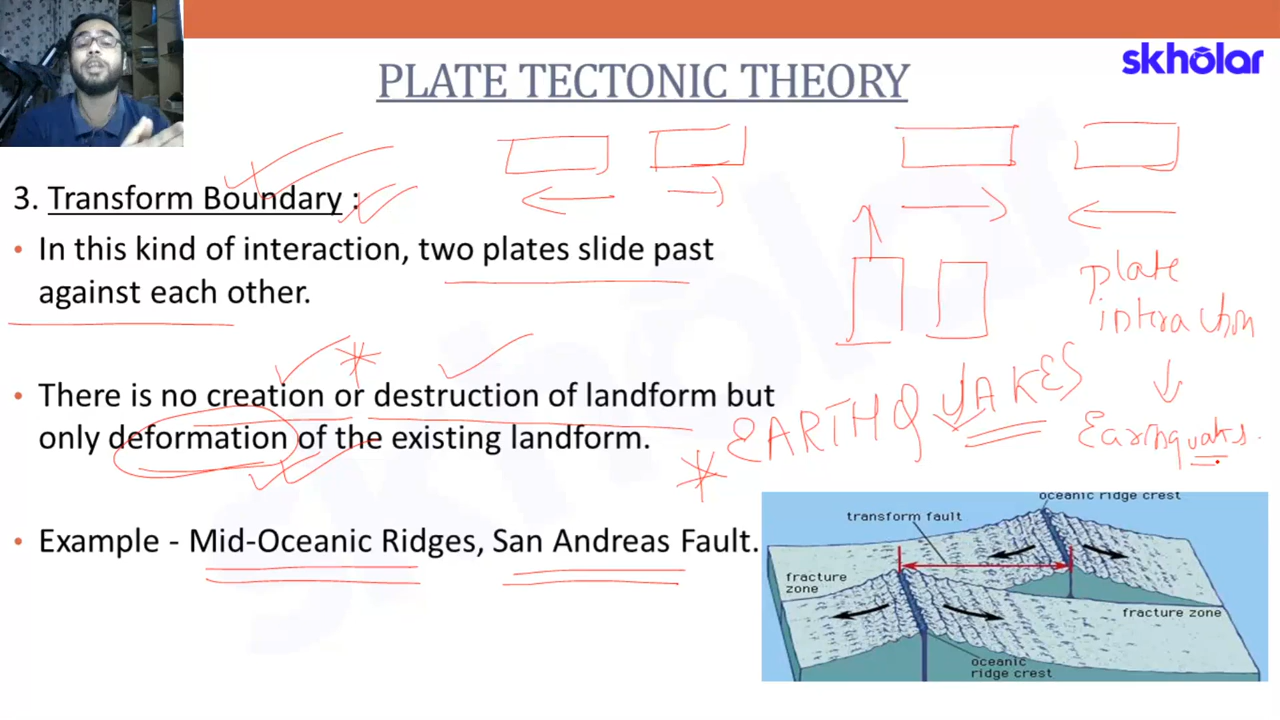 skhōlar
PLATE TECTONIC THEORY
3. Transform Boundary :
• In this kind of interaction, two plates slide past
against each other.
plate
interaction
• There is no creation or destruction of landform but
only deformation of the existing landform.
* EARTHQUAKES
Earthquakes.
• Example - Mid-Oceanic Ridges, San Andreas Fault.
oceanic ridge crest
transform fault
fracture
zone
fracture zone
oceanic
ridge crest
skholar